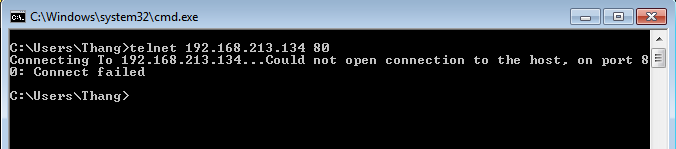 C:\Windows\system32\cmd.exe
C:\Users\Thang>telnet 192.168.213.134 80
Connecting To 192.168.213.134...Could not open connection to the host, on port 8
0: Connect failed
C:\Users\Thang>